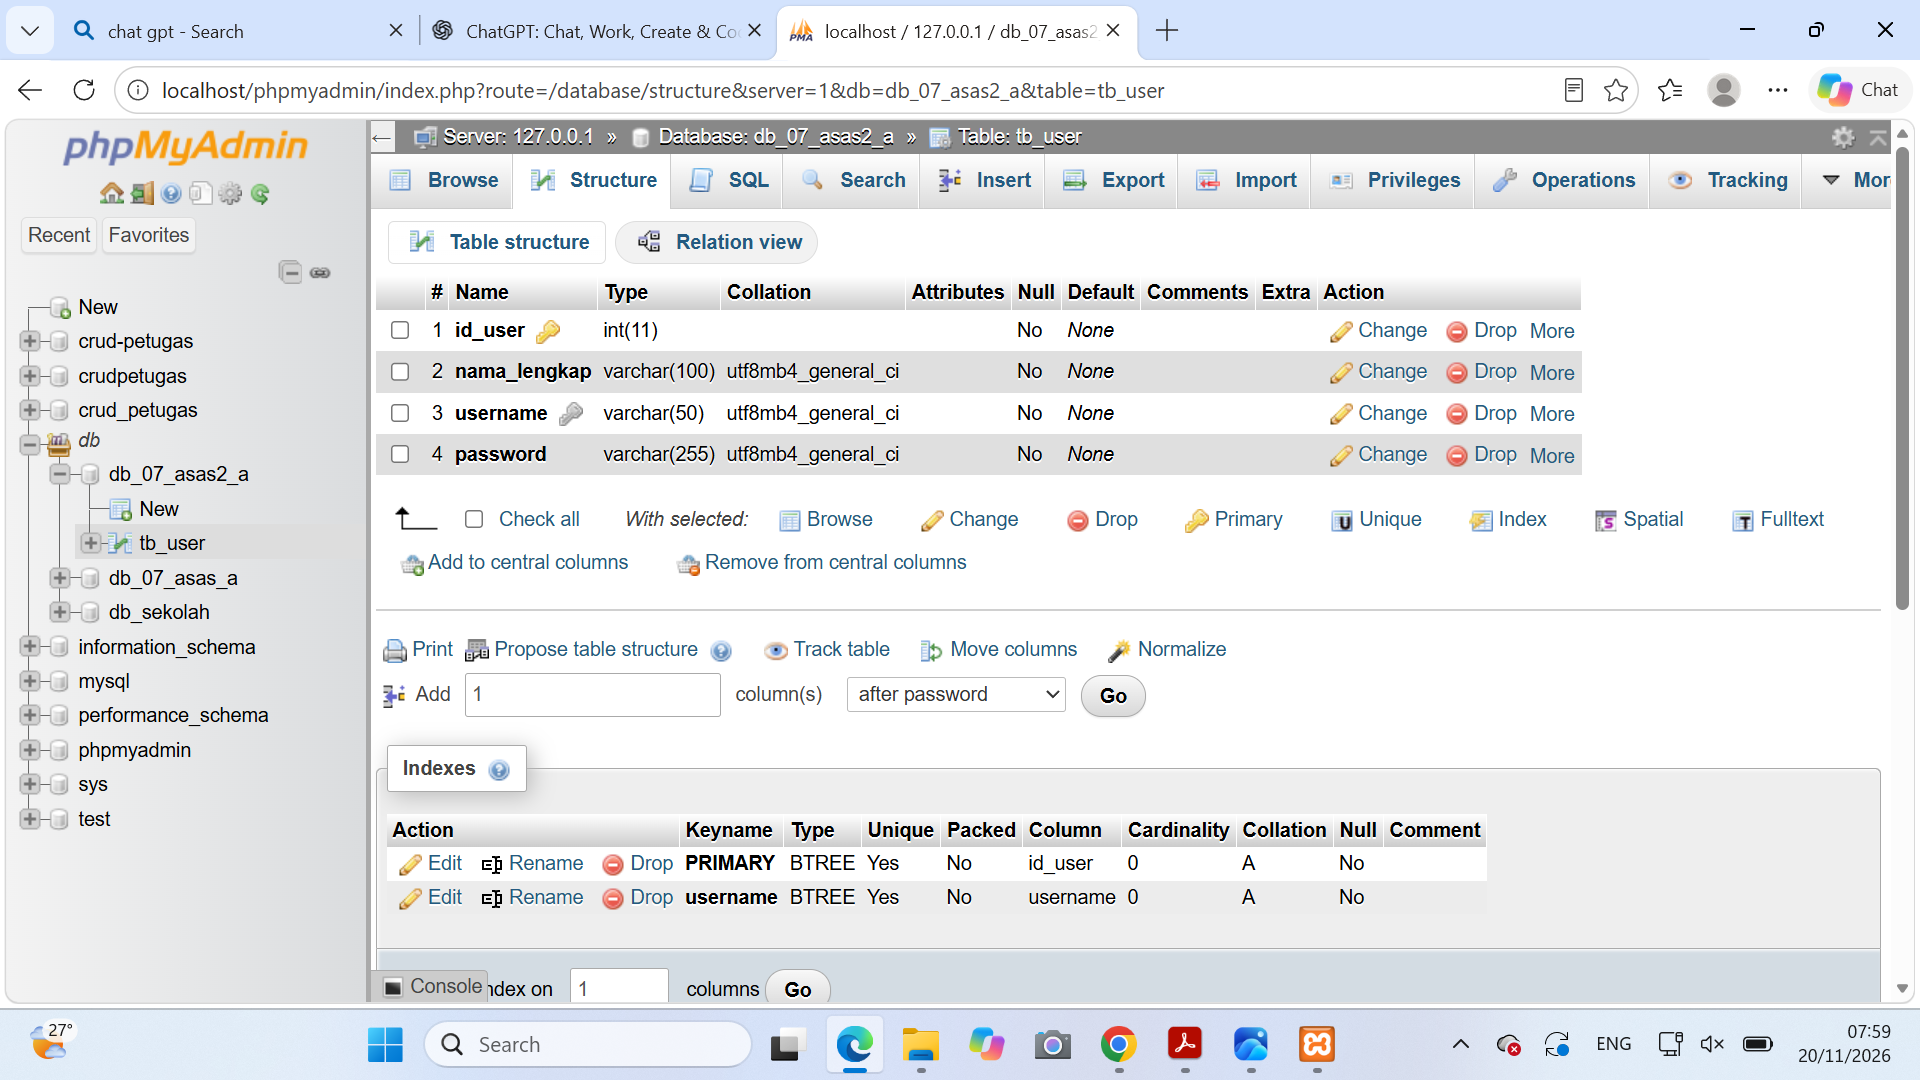 chat gpt - Search
ChatGPT: Chat, Work, Create & Co
localhost / 127.0.0.1 / db_07_asas2
localhost/phpmyadmin/index.php?route=/database/structure&server=1&db=db_07_asas2_a&table=tb_user
Chat
phpMyAdmin
Recent Favorites
New
crud-petugas
crudpetugas
crud_petugas
db
db_07_asas2_a
New
tb_user
db_07_asas_a
db_sekolah
information_schema
mysql
performance_schema
phpmyadmin
sys
test
Server: 127.0.0.1 » Database: db_07_asas2_a » Table: tb_user
Browse Structure SQL Search Insert Export Import Privileges Operations Tracking Mor
Table structure Relation view
# Name Type Collation Attributes Null Default Comments Extra Action
1 id_user int(11) No None Change Drop More
2 nama_lengkap varchar(100) utf8mb4_general_ci No None Change Drop More
3 username varchar(50) utf8mb4_general_ci No None Change Drop More
4 password varchar(255) utf8mb4_general_ci No None Change Drop More
Check all With selected: Browse Change Drop Primary Unique Index Spatial Fulltext
Add to central columns Remove from central columns
Print Propose table structure Track table Move columns Normalize
Add 1 column(s) after password Go
Indexes
Action Keyname Type Unique Packed Column Cardinality Collation Null Comment
Edit Rename Drop PRIMARY BTREE Yes No id_user 0 A No
Edit Rename Drop username BTREE Yes No username 0 A No
Console ndex on 1 columns Go
27°
Search
ENG
07:59
20/11/2026